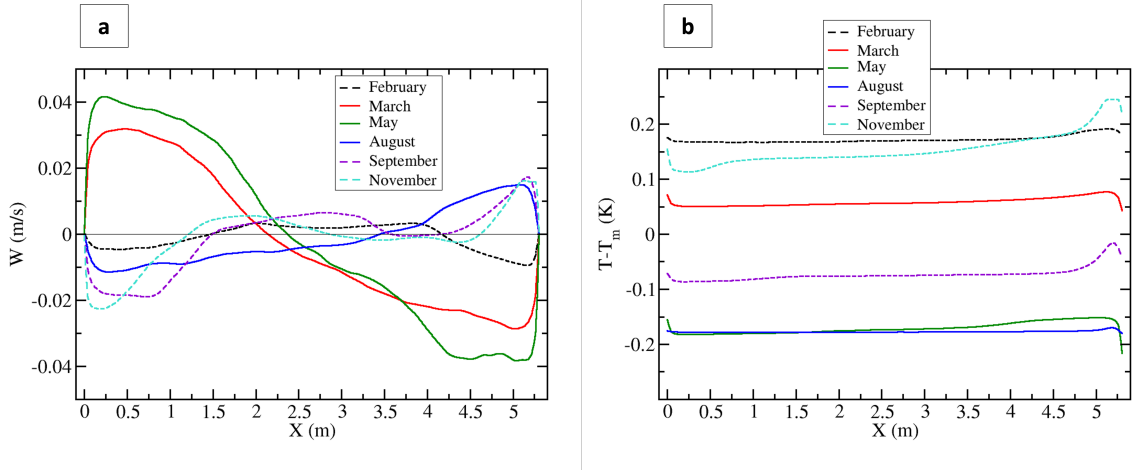 a
February
March
May
August
September
November
0.04
0.02
0
-0.02
-0.04
W (m/s)
0 0.5 1 1.5 2 2.5 3 3.5 4 4.5 5
X (m)
b
February
March
May
August
September
November
0.2
0.1
0
-0.1
-0.2
T-Tm (K)
0 0.5 1 1.5 2 2.5 3 3.5 4 4.5 5
X (m)